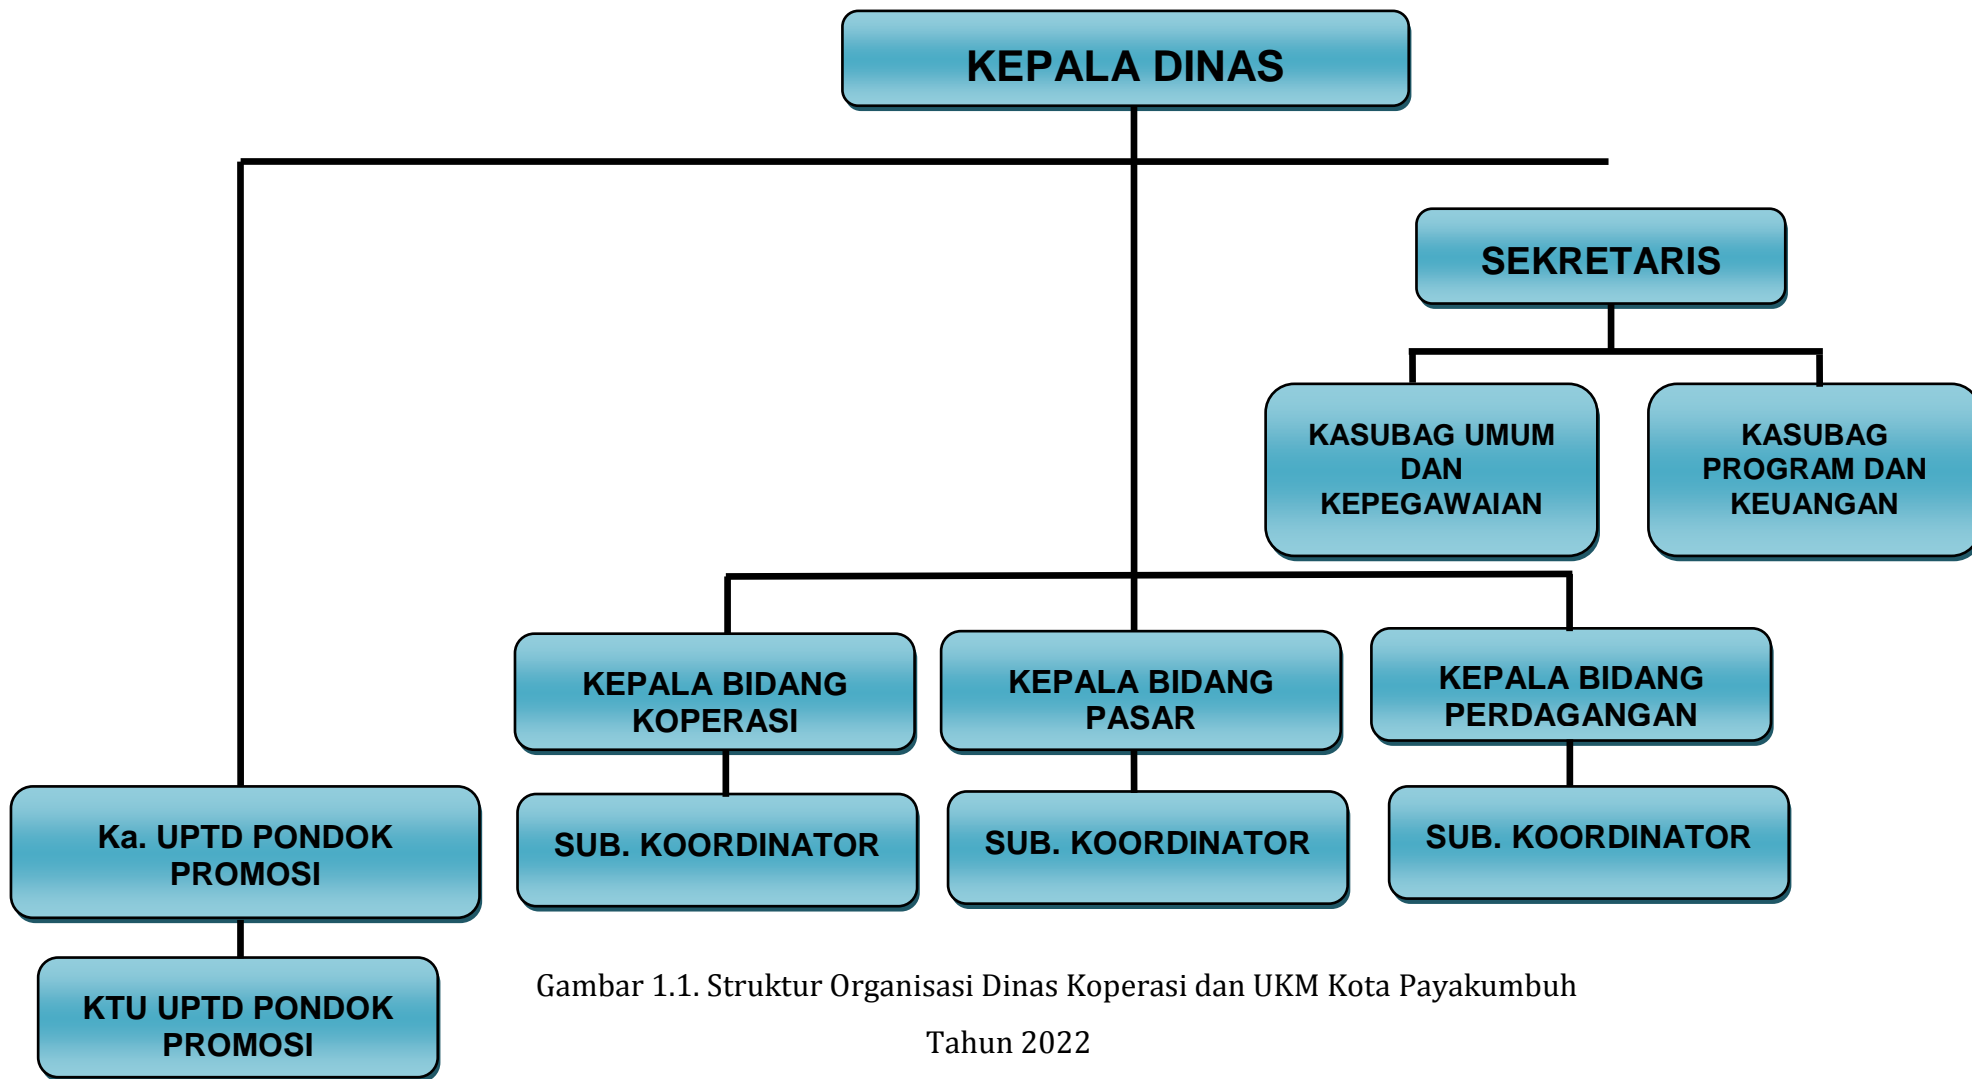 KEPALA DINAS
SEKRETARIS
KASUBAG UMUM
DAN
KEPEGAWAIAN
KASUBAG
PROGRAM DAN
KEUANGAN
KEPALA BIDANG
KOPERASI
KEPALA BIDANG
PASAR
KEPALA BIDANG
PERDAGANGAN
Ka. UPTD PONDOK
PROMOSI
SUB. KOORDINATOR
SUB. KOORDINATOR
SUB. KOORDINATOR
KTU UPTD PONDOK
PROMOSI
Gambar 1.1. Struktur Organisasi Dinas Koperasi dan UKM Kota Payakumbuh
Tahun 2022